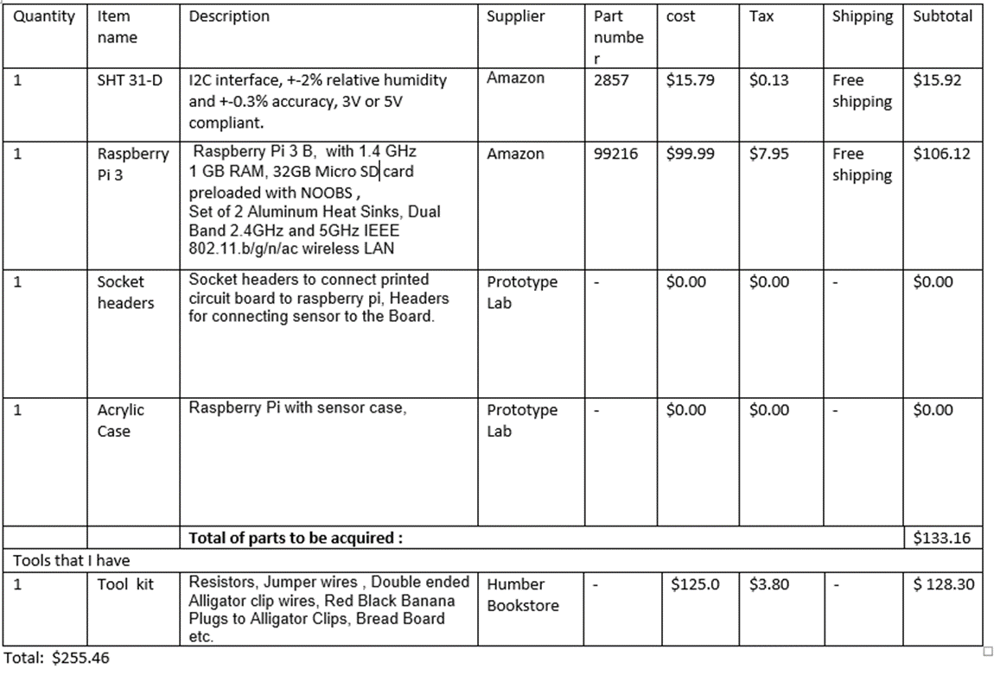 Quantity Item name Description Supplier Part numbe r cost Tax Shipping Subtotal
1 SHT 31-D I2C interface, +-2% relative humidity and +-0.3% accuracy, 3V or 5V compliant. Amazon 2857 $15.79 $0.13 Free shipping $15.92
1 Raspberry Pi 3 Raspberry Pi 3 B, with 1.4 GHz 1 GB RAM, 32GB Micro SD card preloaded with NOOBS , Set of 2 Aluminum Heat Sinks, Dual Band 2.4GHz and 5GHz IEEE 802.11.b/g/n/ac wireless LAN Amazon 99216 $99.99 $7.95 Free shipping $106.12
1 Socket headers Socket headers to connect printed circuit board to raspberry pi, Headers for connecting sensor to the Board. Prototype Lab - $0.00 $0.00 - $0.00
1 Acrylic Case Raspberry Pi with sensor case, Prototype Lab - $0.00 $0.00 - $0.00
Total of parts to be acquired : $133.16
Tools that I have
1 Tool kit Resistors, Jumper wires , Double ended Alligator clip wires, Red Black Banana Plugs to Alligator Clips, Bread Board etc. Humber Bookstore - $125.0 $3.80 - $ 128.30
Total: $255.46